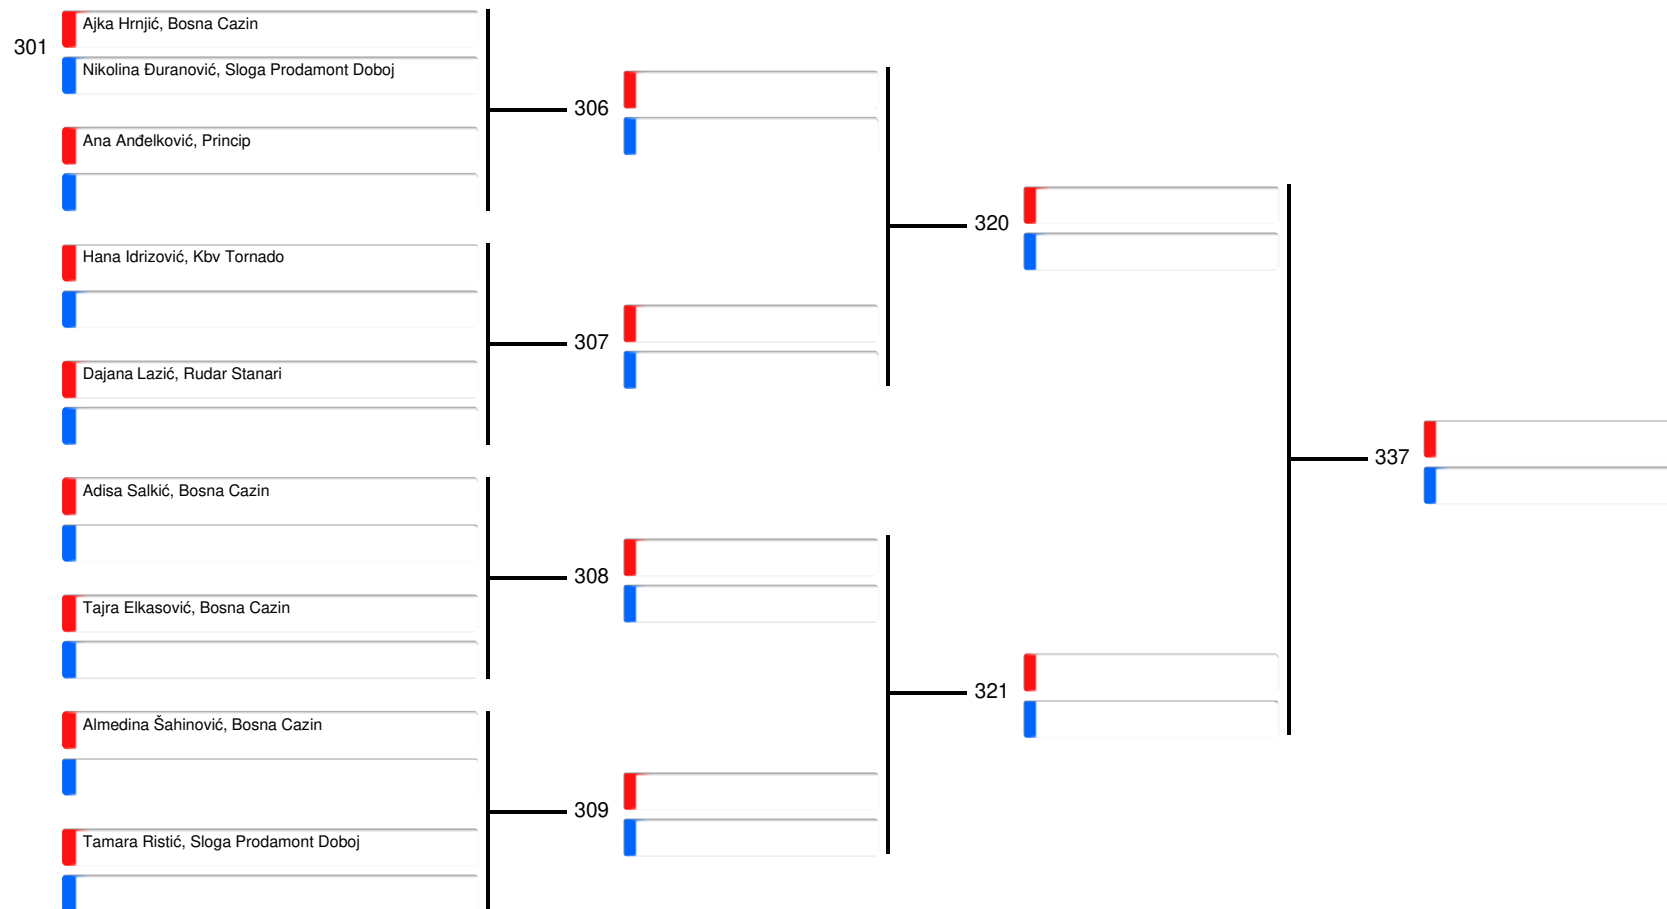 Ajka Hrnjić, Bosna Cazin
301
Nikolina Đuranović, Sloga Prodamont Doboj
306
Ana Anđelković, Princip
320
Hana Idrizović, Kbv Tornado
307
Dajana Lazić, Rudar Stanari
337
Adisa Salkić, Bosna Cazin
308
Tajra Elkasović, Bosna Cazin
321
Almedina Šahinović, Bosna Cazin
309
Tamara Ristić, Sloga Prodamont Doboj